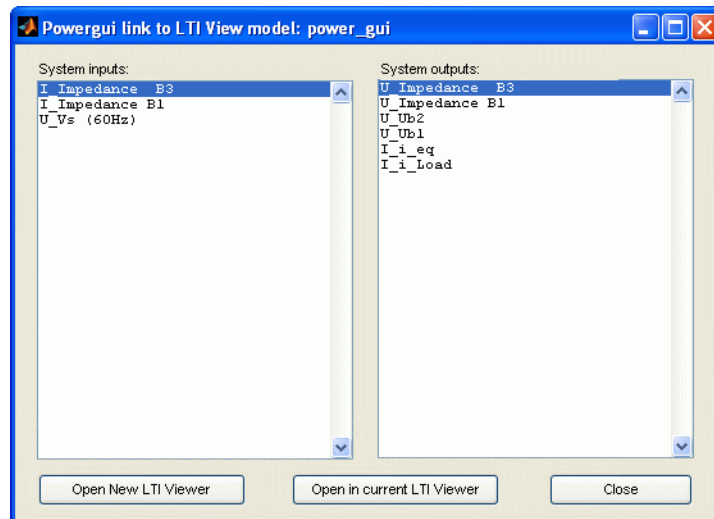 Powergui link to LTI View model: power_gui
System inputs:
I_Impedance  B3
I_Impedance B1
U_Vs (60Hz)
System outputs:
U_Impedance  B3
U_Impedance B1
U_Ub2
U_Ub1
I_i_eq
I_i_Load
Open New LTI Viewer
Open in current LTI Viewer
Close